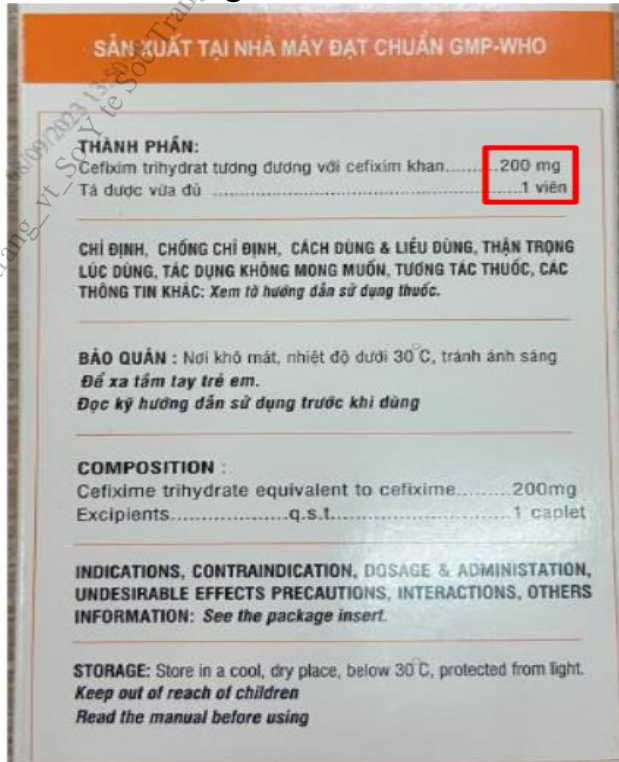 SẢN XUẤT TẠI NHÀ MÁY ĐẠT CHUẨN GMP-WHO
THÀNH PHẦN:
Cefixim trihydrat tương đương với cefixim khan..........200 mg
Tá dược vừa đủ ......................................................1 viên
CHỈ ĐỊNH, CHỐNG CHỈ ĐỊNH, CÁCH DÙNG & LIỀU DÙNG, THẬN TRỌNG
LÚC DÙNG, TÁC DỤNG KHÔNG MONG MUỐN, TƯƠNG TÁC THUỐC, CÁC
THÔNG TIN KHÁC: Xem tờ hướng dẫn sử dụng thuốc.
BẢO QUẢN : Nơi khô mát, nhiệt độ dưới 30°C, tránh ánh sáng
Để xa tầm tay trẻ em.
Đọc kỹ hướng dẫn sử dụng trước khi dùng
COMPOSITION :
Cefixime trihydrate equivalent to cefixime.........200mg
Excipients.................q.s.t..........................1 caplet
INDICATIONS, CONTRAINDICATION, DOSAGE & ADMINISTATION,
UNDESIRABLE EFFECTS PRECAUTIONS, INTERACTIONS, OTHERS
INFORMATION: See the package insert.
STORAGE: Store in a cool, dry place, below 30°C, protected from light.
Keep out of reach of children
Read the manual before using